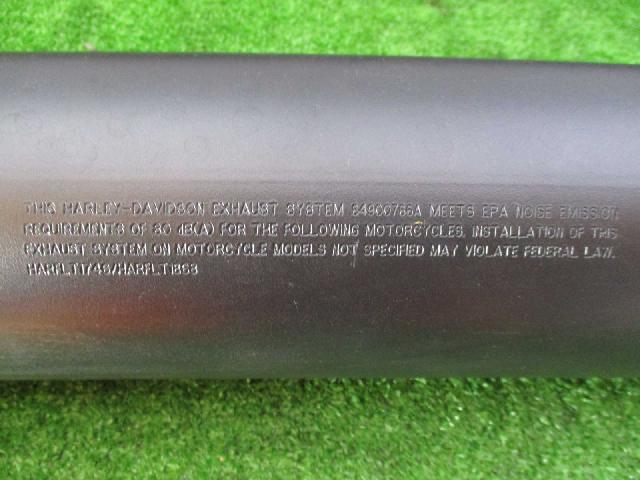 THIS HARLEY-DAVIDSON EXHAUST SYSTEM 64900786A MEETS EPA NOISE EMISSION
REQUIREMENTS OF 80 dB(A) FOR THE FOLLOWING MOTORCYCLES. INSTALLATION OF THIS
EXHAUST SYSTEM ON MOTORCYCLE MODELS NOT SPECIFIED MAY VIOLATE FEDERAL LAW.
HARFLT1746/HARFLT1868